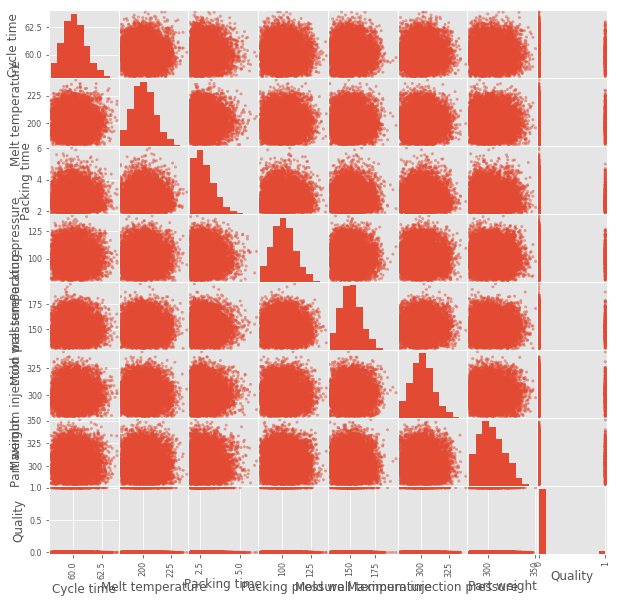 Cycle time
62.5
60.0
Melt temperature
225
200
Packing time
6
4
2
Packing pressure
125
100
Mold wall temperature
175
150
Maximum injection pressure
325
300
Part weight
350
325
300
Quality
1.0
0.5
0.0
60.0
62.5
200
225
2.5
5.0
100
125
150
175
300
325
300
350
0
1
Cycle time
Melt temperature
Packing time
Packing pressure
Mold wall temperature
Maximum injection pressure
Part weight
Quality